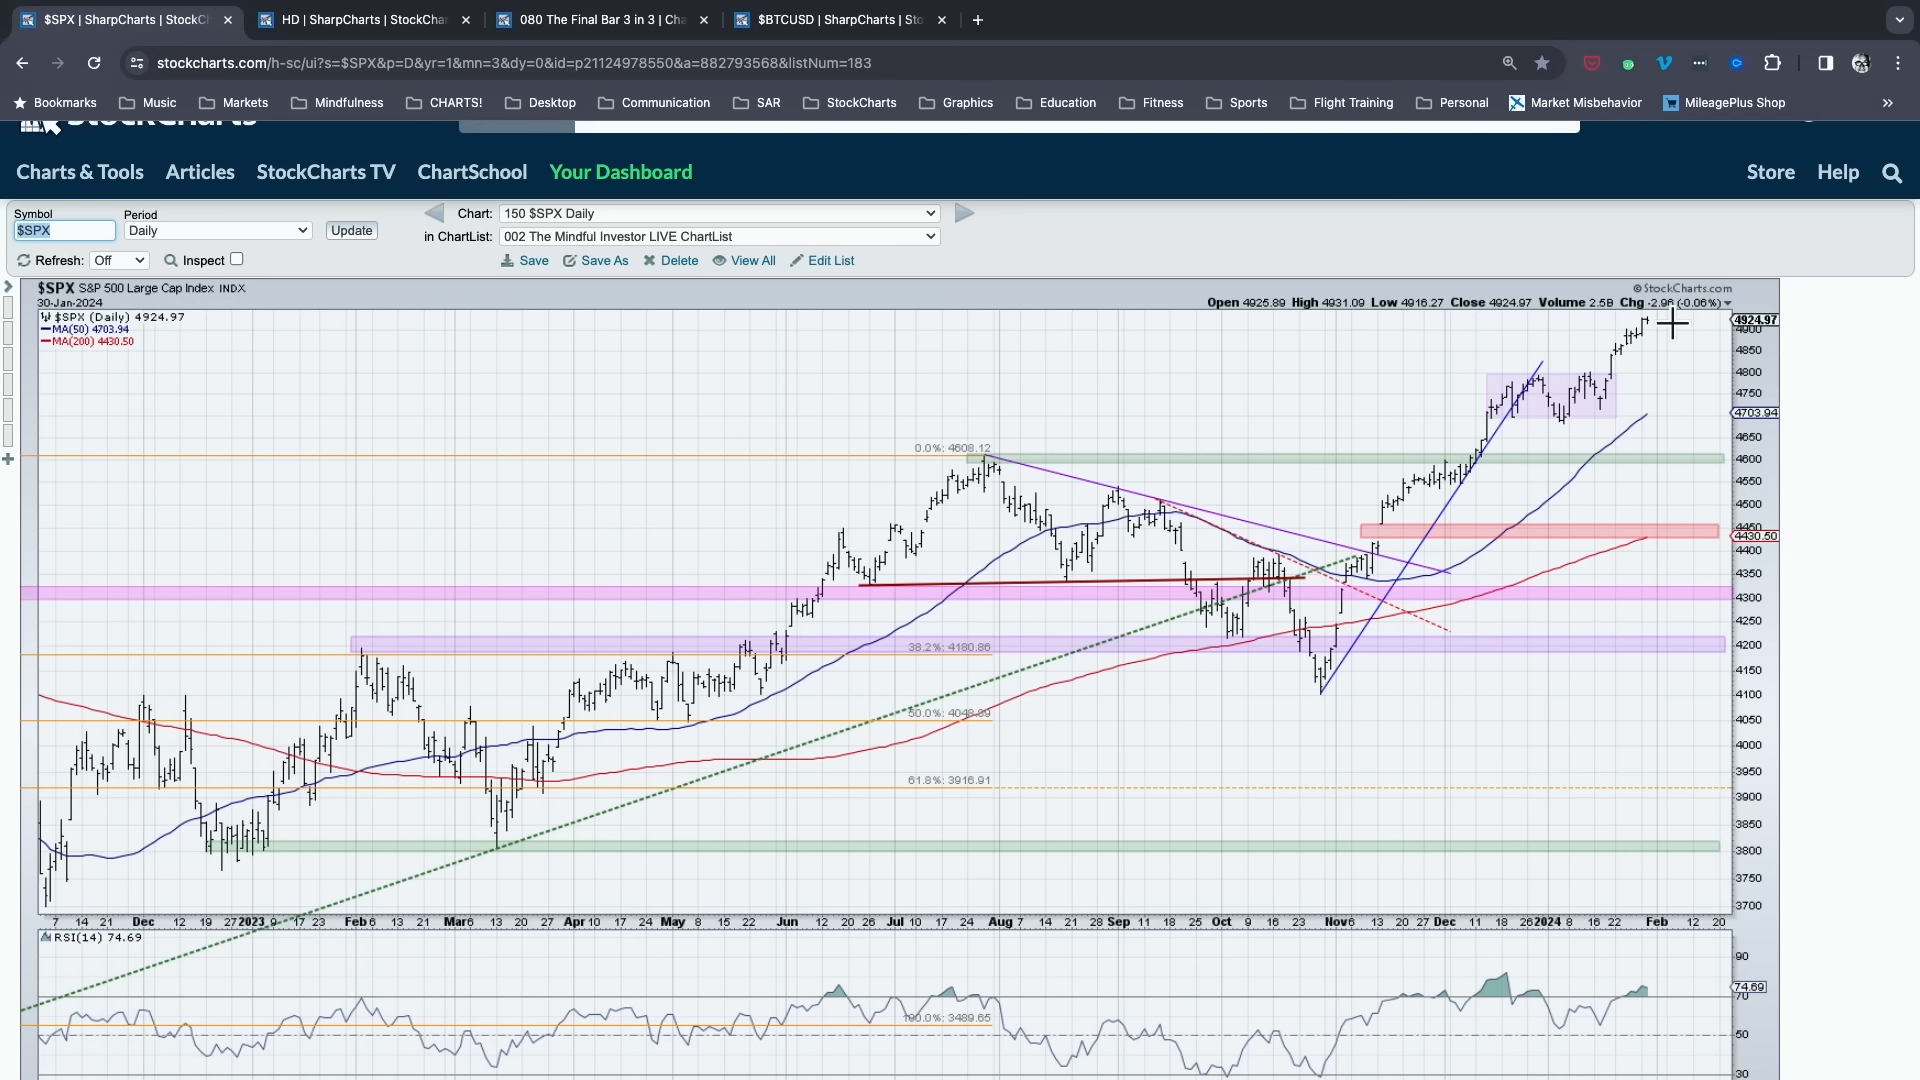 $SPX | SharpCharts | StockCh
HD | SharpCharts | StockChar
080 The Final Bar 3 in 3 | Cha
$BTCUSD | SharpCharts | Sto
stockcharts.com/h-sc/ui?s=$SPX&p=D&yr=1&mn=3&dy=0&id=p21124978550&a=882793568&listNum=183
Bookmarks Music Markets Mindfulness CHARTS! Desktop Communication SAR StockCharts Graphics Education Fitness Sports Flight Training Personal Market Misbehavior MileagePlus Shop
StockCharts
Charts & Tools Articles StockCharts TV ChartSchool Your Dashboard Store Help
Symbol Period
$SPX Daily Update
Chart: 150 $SPX Daily
in ChartList: 002 The Mindful Investor LIVE ChartList
Refresh: Off Inspect
Save Save As Delete View All Edit List
$SPX S&P 500 Large Cap Index INDX
© StockCharts.com
30-Jan-2024
Open 4925.89 High 4931.09 Low 4916.27 Close 4924.97 Volume 2.5B Chg -2.96 (-0.06%)
$SPX (Daily) 4924.97
MA(50) 4703.94
MA(200) 4430.50
4924.97
4900
4850
4800
4750
4703.94
4650
4600
4550
4500
4450
4430.50
4400
4350
4300
4250
4200
4150
4100
4050
4000
3950
3900
3850
3800
3750
3700
0.0%: 4608.12
38.2%: 4180.86
50.0%: 4048.89
61.8%: 3916.91
7 14 21 Dec 12 19 27 2023 9 17 23 Feb 6 13 21 Mar 6 13 20 27 Apr 10 17 24 May 8 15 22 Jun 12 20 26 Jul 10 17 24 Aug 7 14 21 28 Sep 11 18 25 Oct 9 16 23 Nov 6 13 20 27 Dec 11 18 26 2024 8 16 22 Feb 12 20
RSI(14) 74.69
90
74.69
70
100.0%: 3489.65
50
30